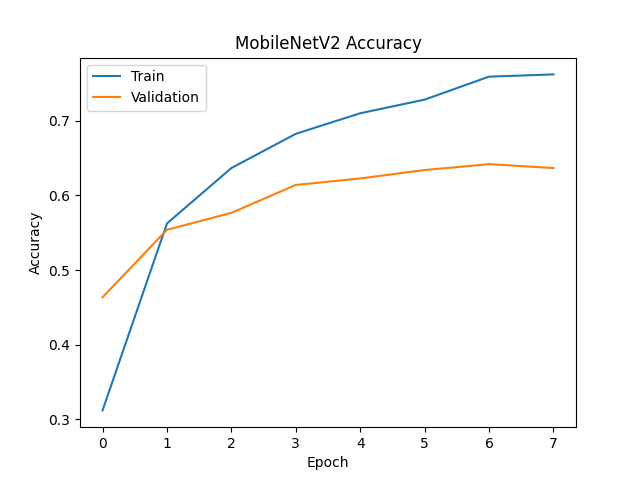 MobileNetV2 Accuracy
Train
Validation
Accuracy
0.7
0.6
0.5
0.4
0.3
0 1 2 3 4 5 6 7
Epoch